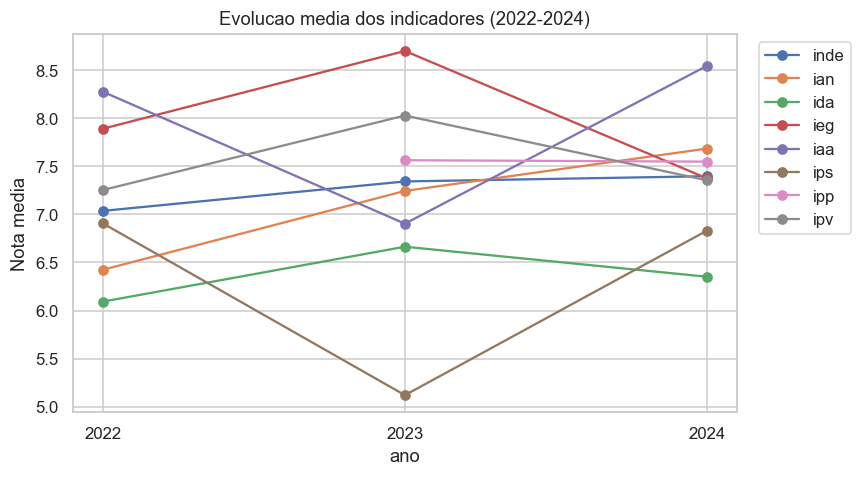 Evolucao media dos indicadores (2022-2024)
Nota media
8.5
8.0
7.5
7.0
6.5
6.0
5.5
5.0
2022
2023
2024
ano
inde
ian
ida
ieg
iaa
ips
ipp
ipv